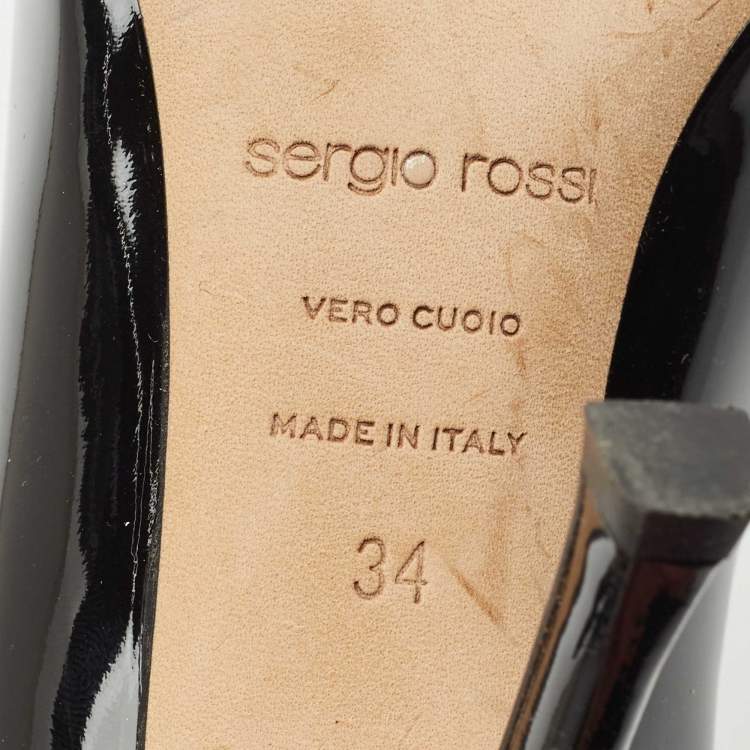 sergio rossi
VERO CUOIO
MADE IN ITALY
34